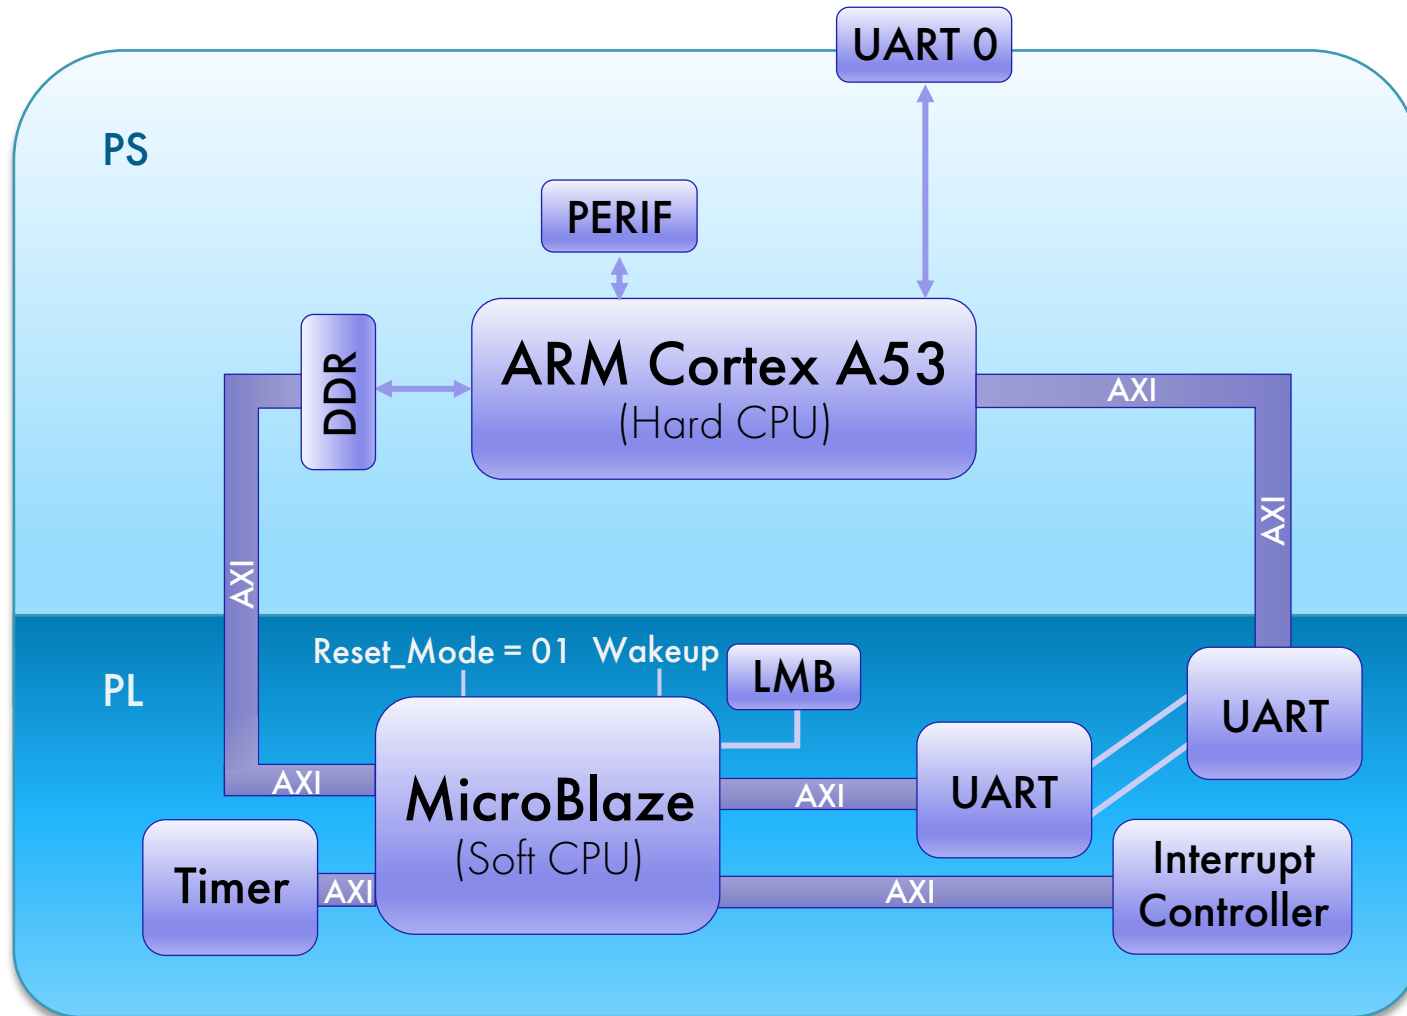 UART 0
PS
PERIF
DDR
ARM Cortex A53
(Hard CPU)
AXI
AXI
AXI
Reset_Mode = 01
Wakeup
LMB
PL
UART
AXI
MicroBlaze
(Soft CPU)
AXI
UART
Timer
AXI
AXI
Interrupt
Controller